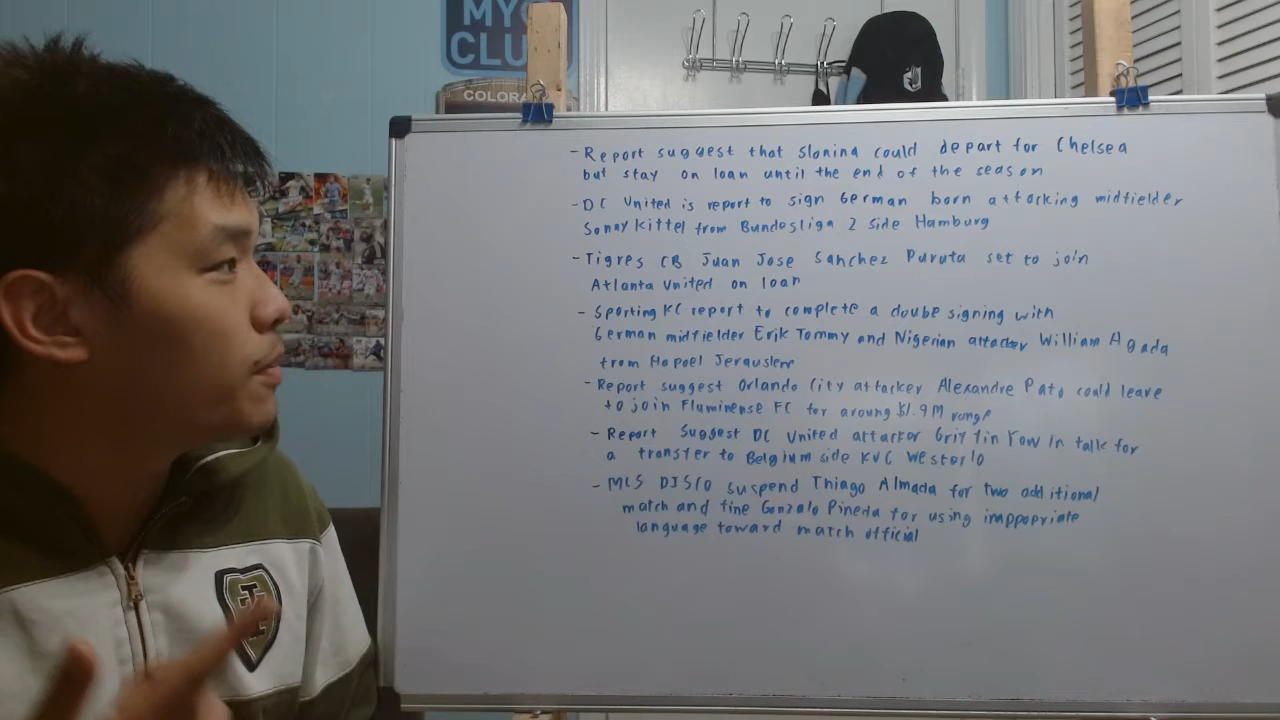 MY
CLU
COLORA
- Report suggest that Slonina could depart for Chelsea
but stay on loan until the end of the season
- DC United is report to sign German born attacking midfielder
Sonny Kittel from Bundesliga 2 side Hamburg
- Tigres CB Juan Jose Sanchez Purata set to join
Atlanta United on loan
- Sporting KC report to complete a doube signing with
German midfielder Erik Tommy and Nigerian attacker William Agada
from Hapoel Jerauslem
- Report suggest Orlando City attacker Alexandre Pato could leave
to join Fluminense FC for aroung $1.9M range
- Report suggest DC United attacker Griffin Yow in talk for
a transfer to Belgium side KVC Westorlo
- MLS DISCO suspend Thiago Almada for two additional
match and fine Gonzalo Pineda for using inappopriate
language toward match official